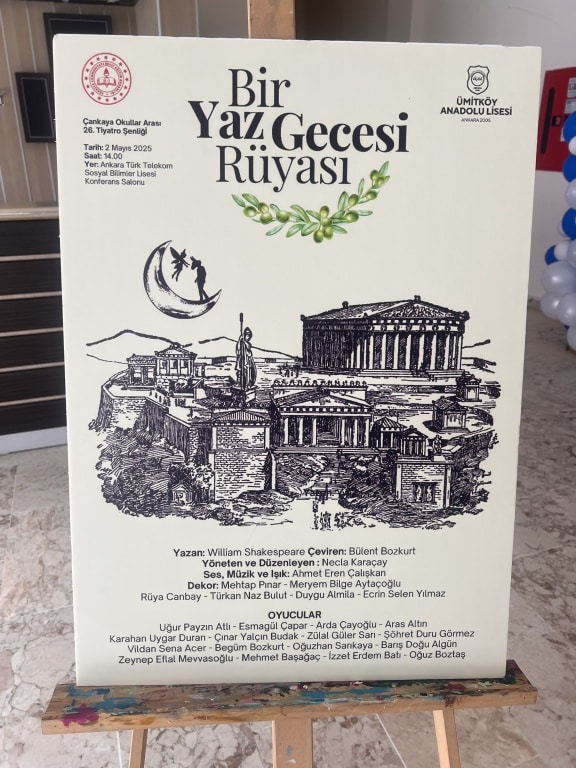 Bir
Yaz Gecesi
Rüyası
Çankaya Okullar Arası
26. Tiyatro Şenliği
Tarih: 2 Mayıs 2025
Saat: 14.00
Yer: Ankara Türk Telekom
Sosyal Bilimler Lisesi
Konferans Salonu
ÜMİTKÖY
ANADOLU LİSESİ
Yazan: William Shakespeare Çeviren: Bülent Bozkurt
Yöneten ve Düzenleyen : Necla Karaçay
Ses, Müzik ve Işık: Ahmet Eren Çalışkan
Dekor: Mehtap Pınar - Meryem Bilge Aytaçoğlu
Rüya Canbay - Türkan Naz Bulut - Duygu Almila - Ecrin Selen Yılmaz
OYUCULAR
Uğur Payzın Atlı - Esmagül Çapar - Arda Çayoğlu - Aras Altın
Karahan Uygar Duran - Çınar Yalçın Budak - Zülal Güler Sarı - Şöhret Duru Görmez
Vildan Sena Acer - Begüm Bozkurt - Oğuzhan Sarıkaya - Barış Doğu Algün
Zeynep Eflal Mevvasoğlu - Mehmet Başağaç - İzzet Erdem Batı - Oğuz Boztaş